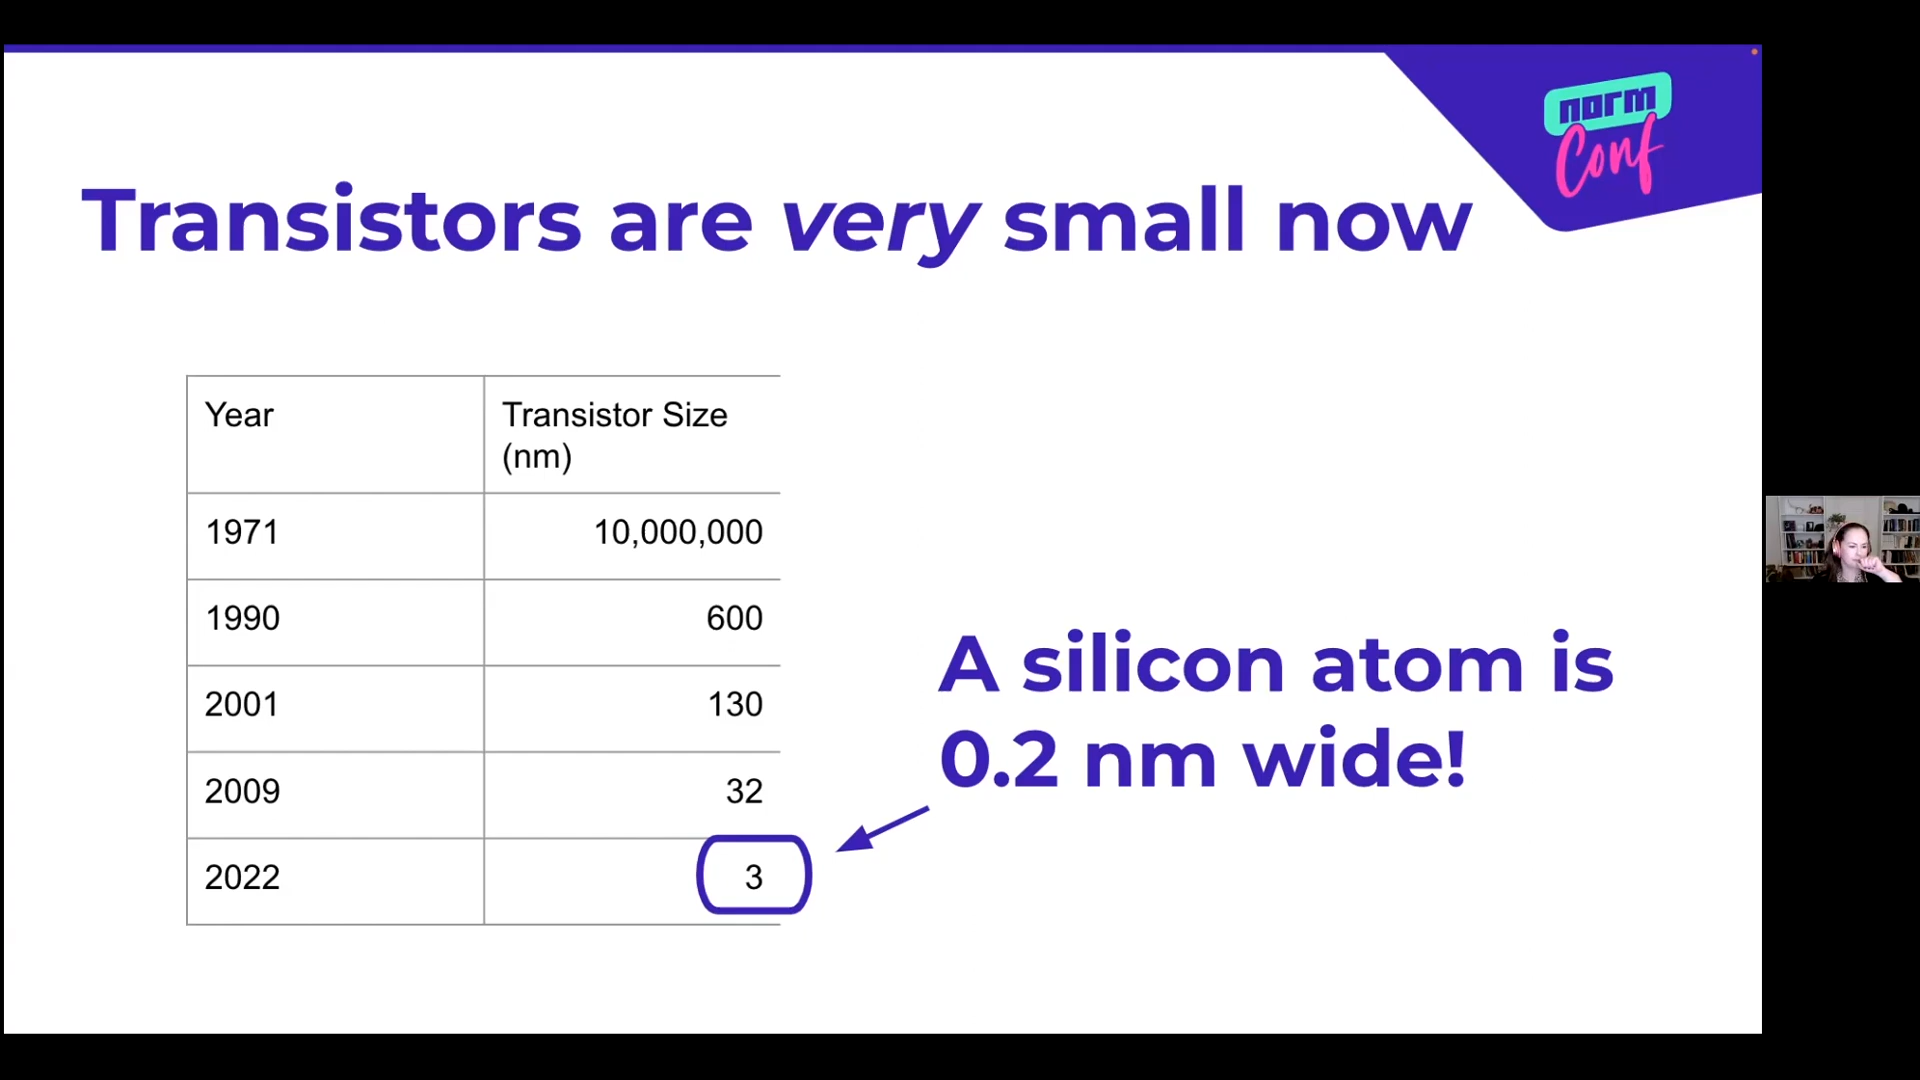 norm
Conf
Transistors are very small now
Year Transistor Size
(nm)
1971 10,000,000
1990 600
2001 130
2009 32
2022 3
A silicon atom is
0.2 nm wide!